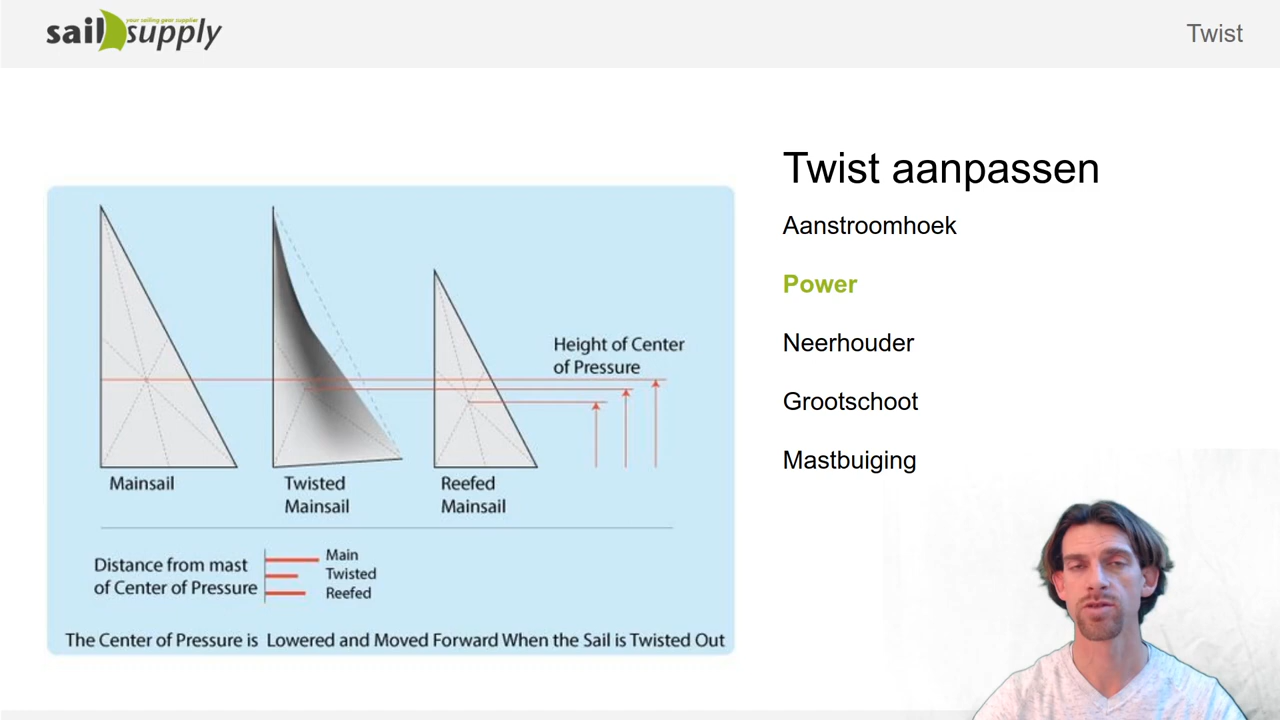 your sailing gear supplier
sail supply
Twist
Twist aanpassen
Aanstroomhoek
Power
Neerhouder
Grootschoot
Mastbuiging
Height of Center
of Pressure
Mainsail
Twisted
Mainsail
Reefed
Mainsail
Distance from mast
of Center of Pressure
Main
Twisted
Reefed
The Center of Pressure is Lowered and Moved Forward When the Sail is Twisted Out